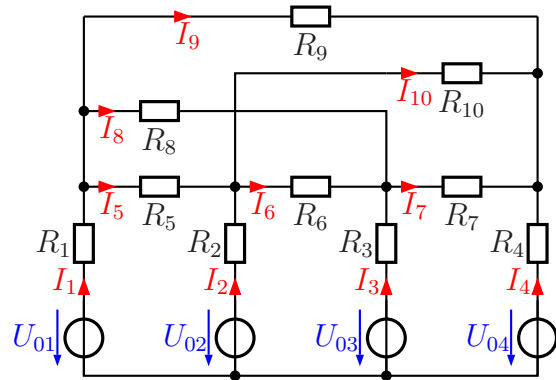 I9 R9
I10 R10
I8 R8
I5 R5 I6 R6 I7 R7
R1 R2 R3 R4
I1 I2 I3 I4
U01 U02 U03 U04